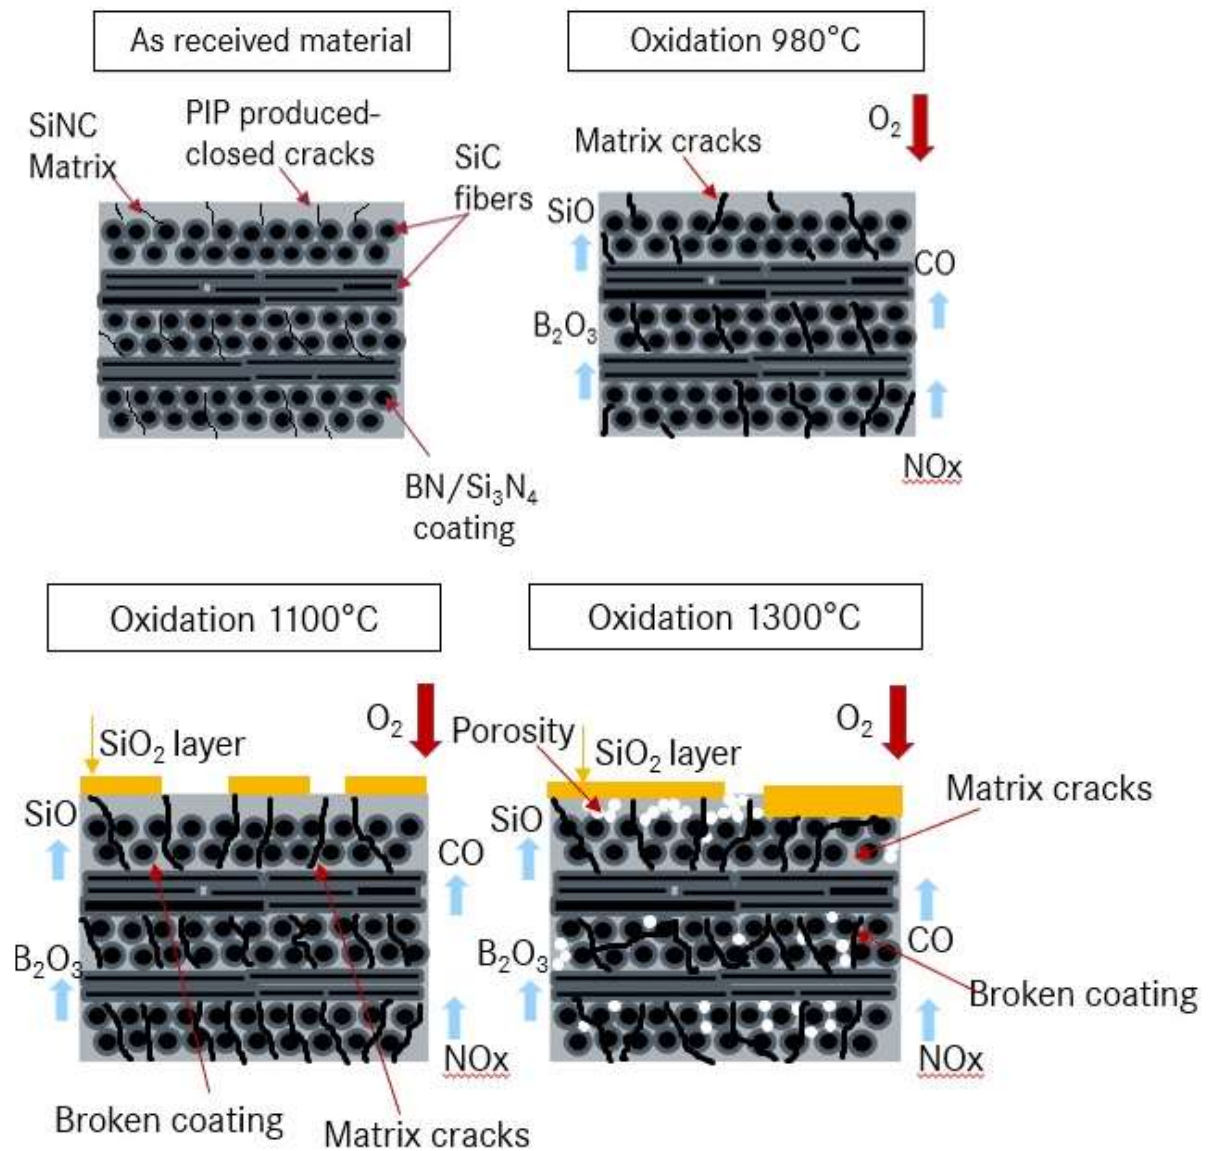 As received material
Oxidation 980°C
SiNC
Matrix
PIP produced-
closed cracks
SiC
fibers
BN/Si₃N₄
coating
Matrix cracks
O₂
SiO
CO
B₂O₃
NOx
Oxidation 1100°C
Oxidation 1300°C
SiO₂ layer
O₂
SiO
CO
B₂O₃
NOx
Broken coating
Matrix cracks
Porosity
SiO₂ layer
O₂
Matrix cracks
SiO
B₂O₃
CO
Broken coating
NOx